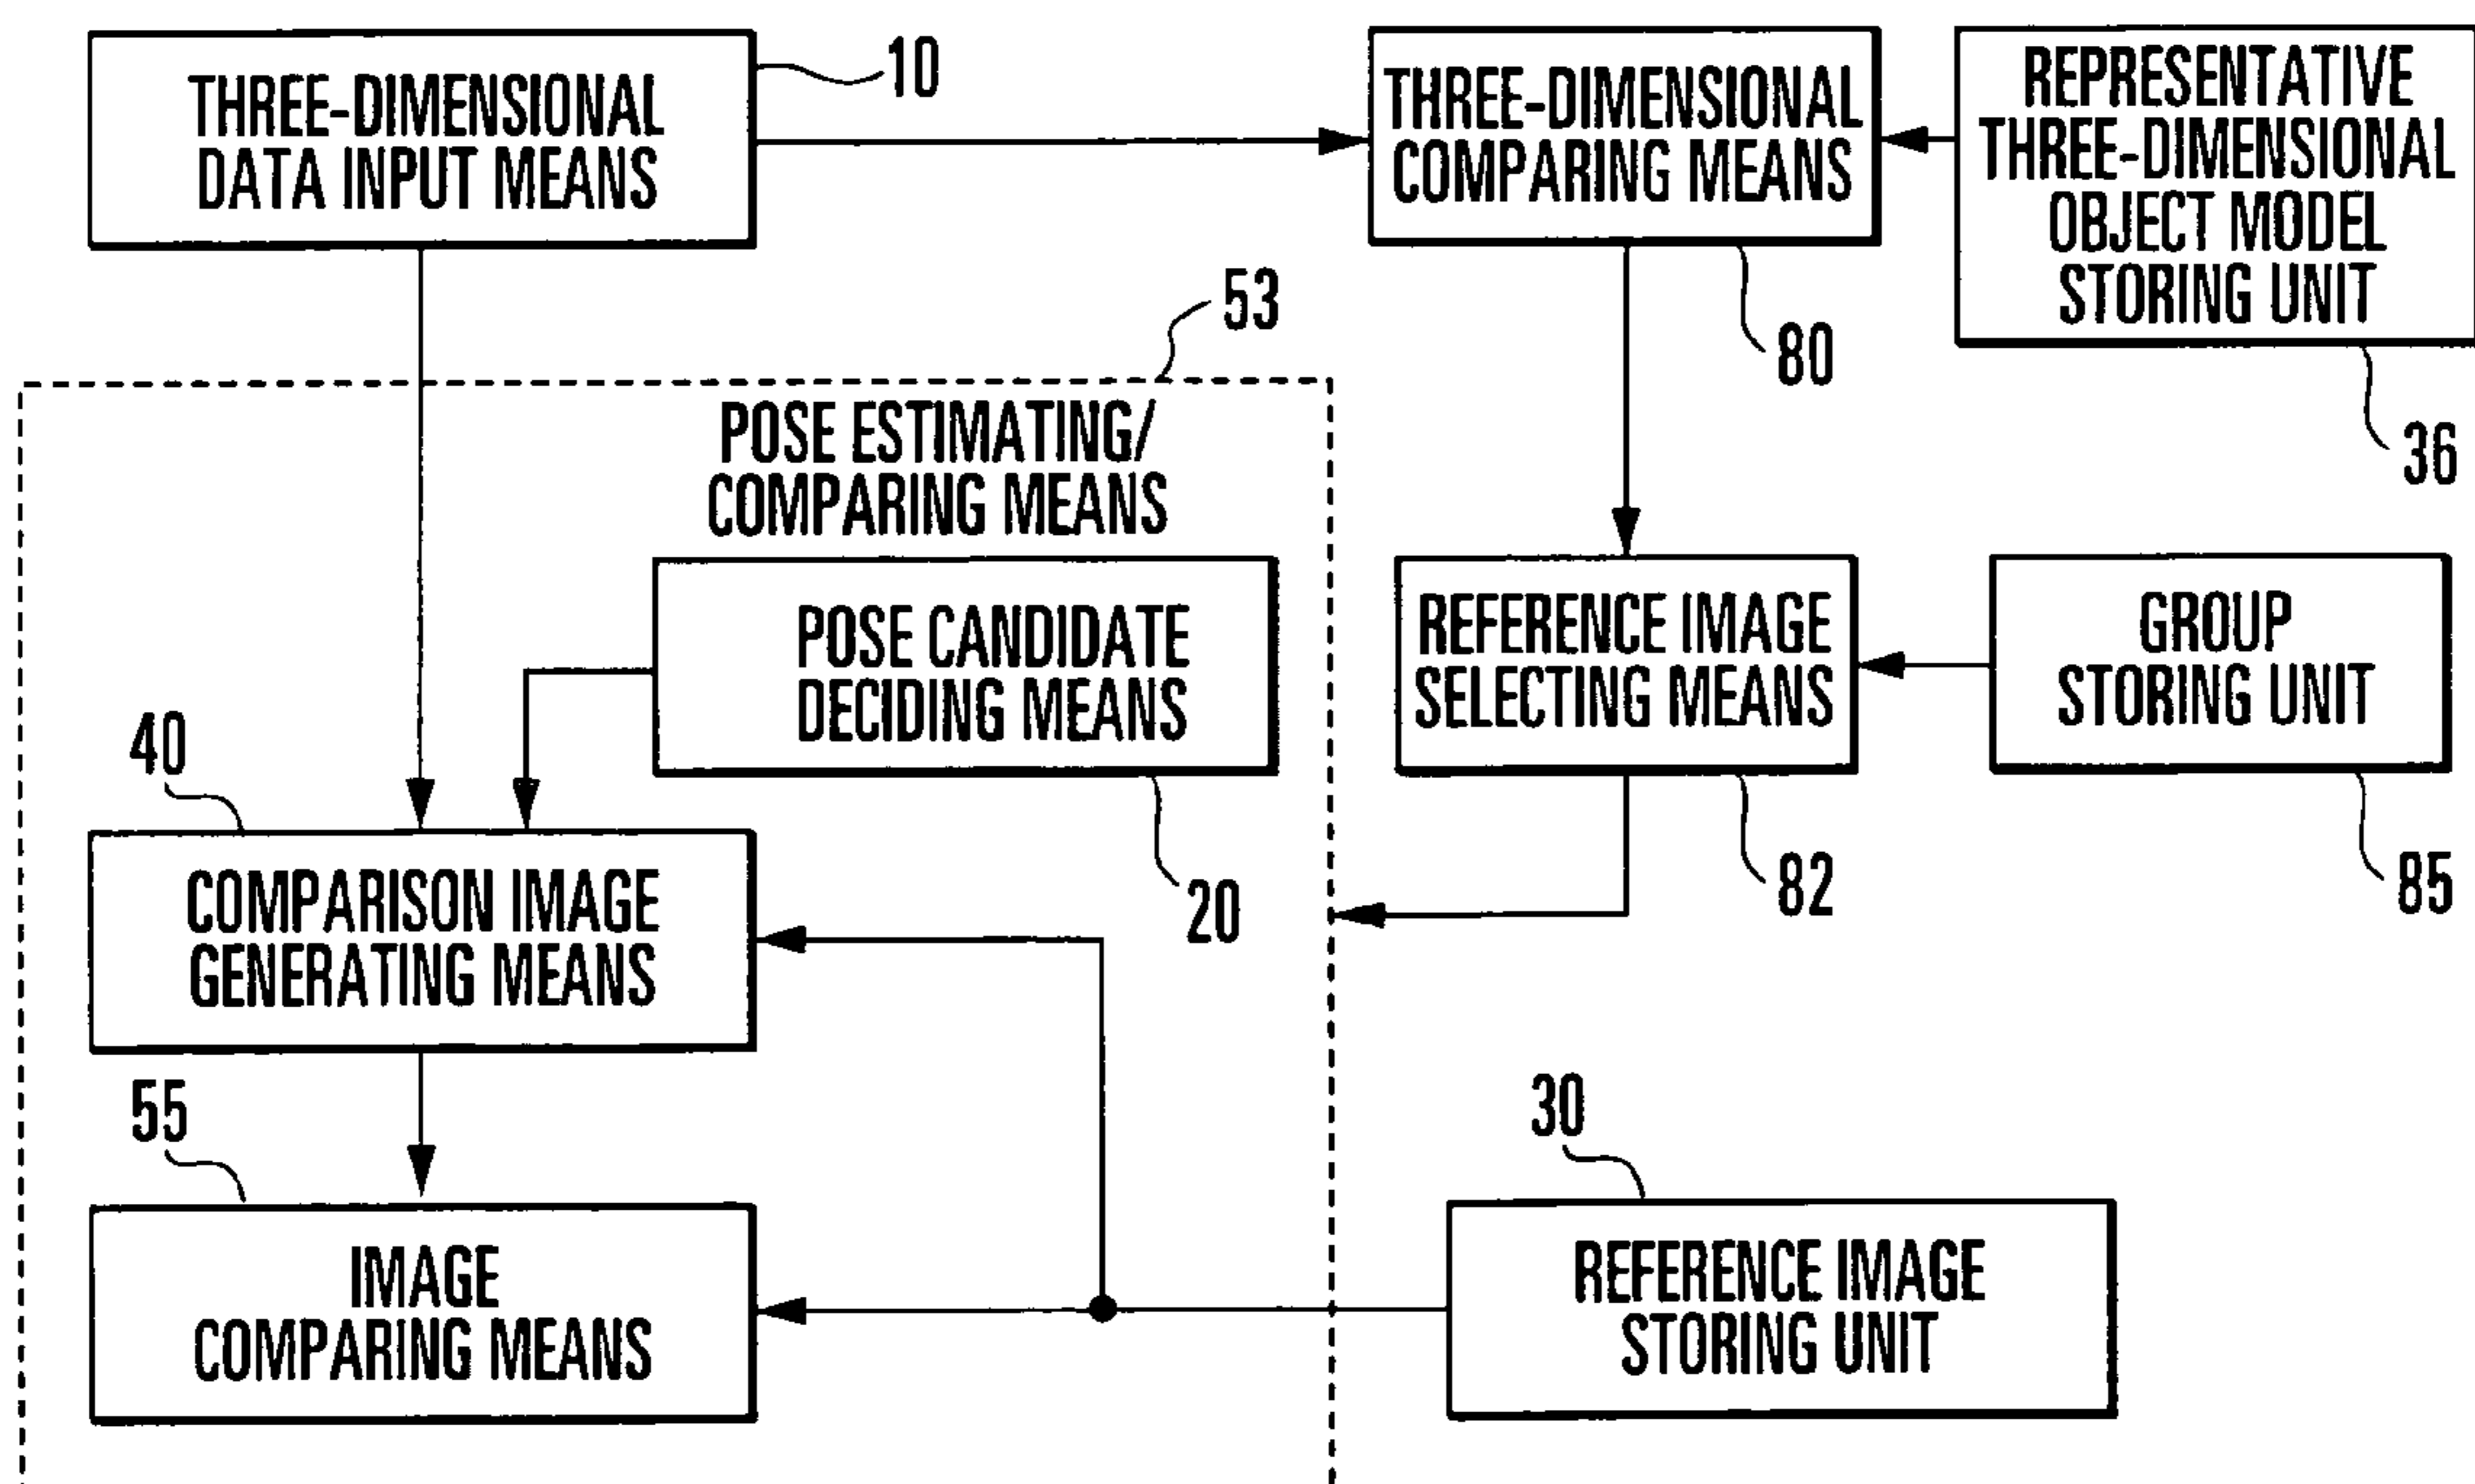 THREE-DIMENSIONAL
DATA INPUT MEANS
10
THREE-DIMENSIONAL
COMPARING MEANS
80
REPRESENTATIVE
THREE-DIMENSIONAL
OBJECT MODEL
STORING UNIT
36
53
POSE ESTIMATING/
COMPARING MEANS
POSE CANDIDATE
DECIDING MEANS
20
REFERENCE IMAGE
SELECTING MEANS
82
GROUP
STORING UNIT
85
40
COMPARISON IMAGE
GENERATING MEANS
55
IMAGE
COMPARING MEANS
30
REFERENCE IMAGE
STORING UNIT